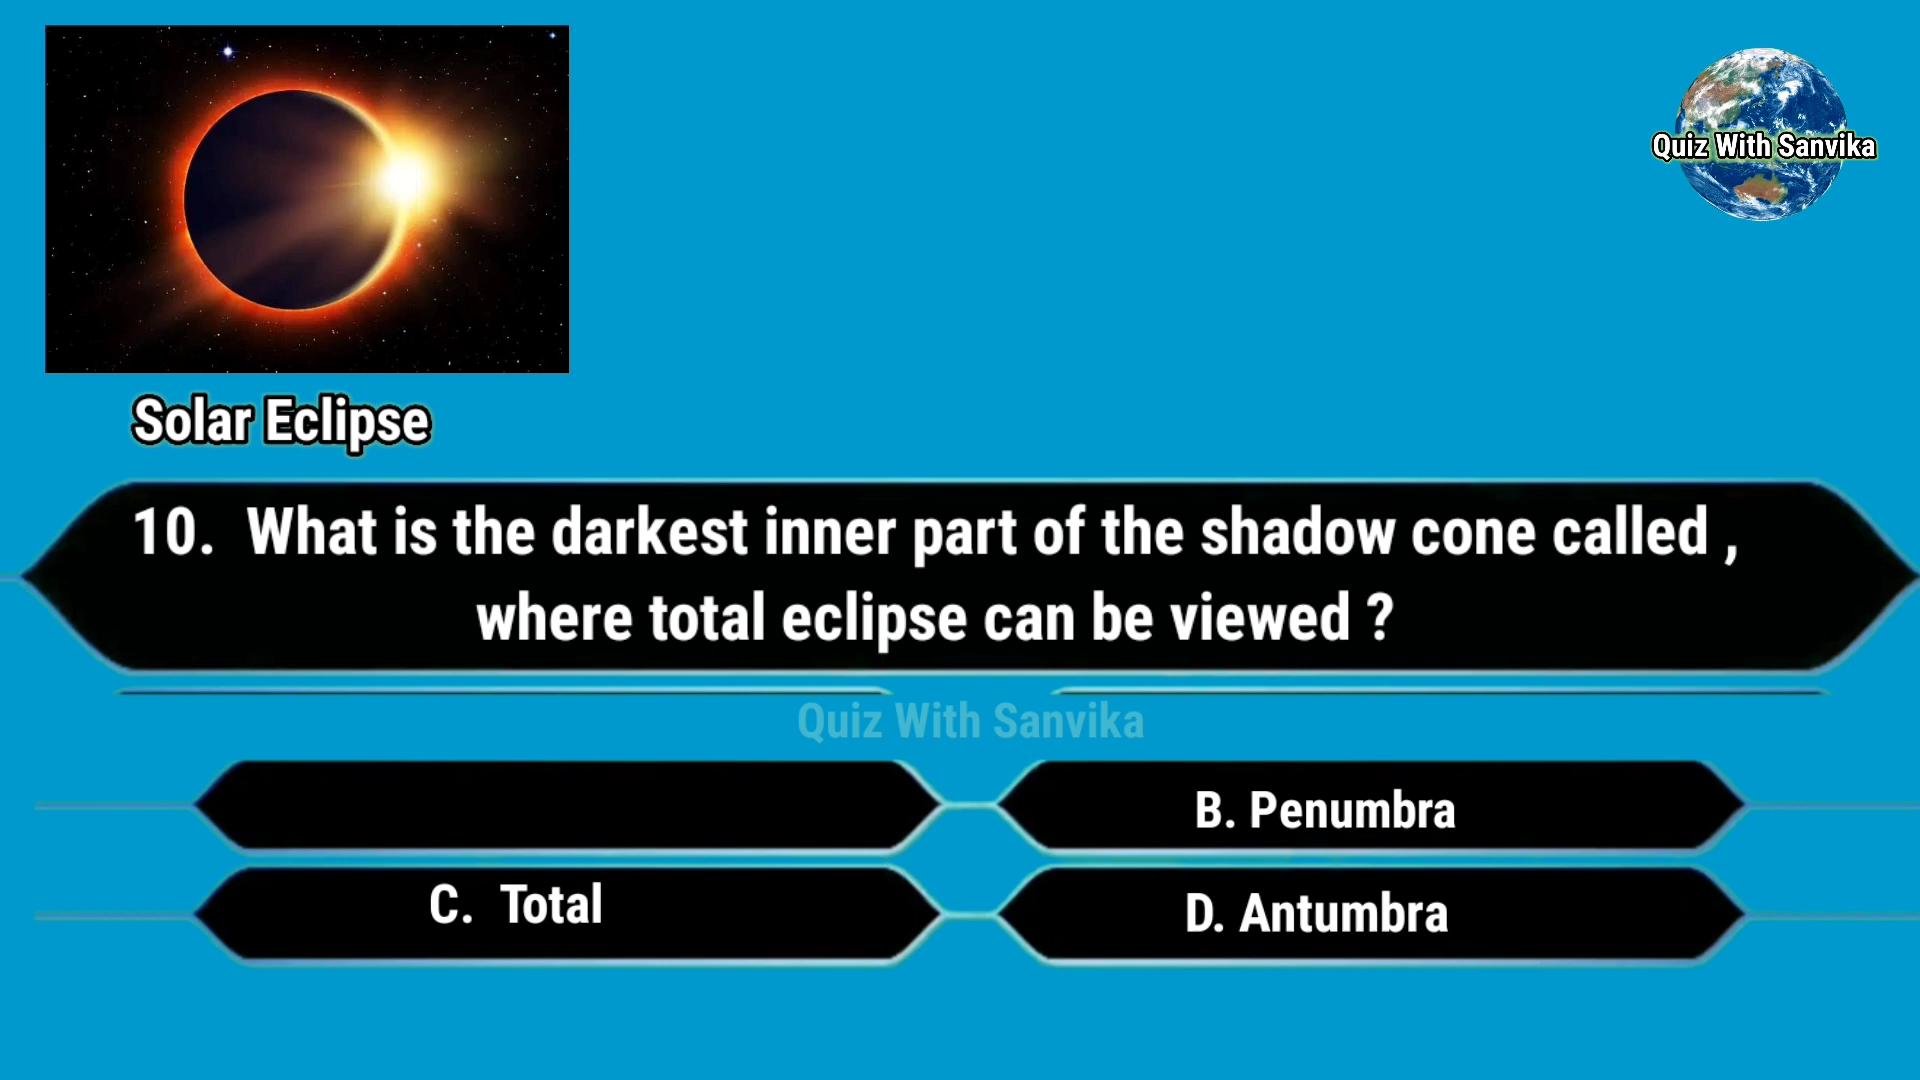 Quiz With Sanvika
Solar Eclipse
10. What is the darkest inner part of the shadow cone called ,
where total eclipse can be viewed ?
Quiz With Sanvika
B. Penumbra
C. Total
D. Antumbra